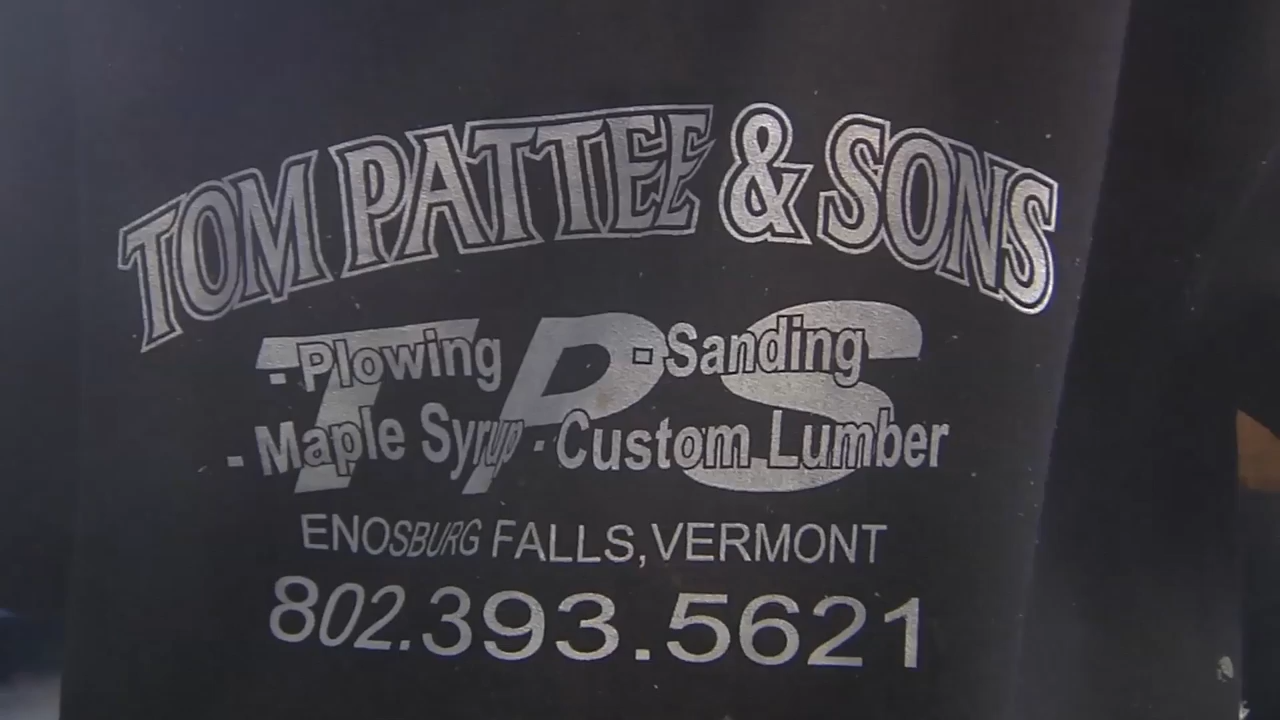 TOM PATTEE & SONS
TPS
- Plowing - Sanding
- Maple Syrup - Custom Lumber
ENOSBURG FALLS, VERMONT
802.393.5621